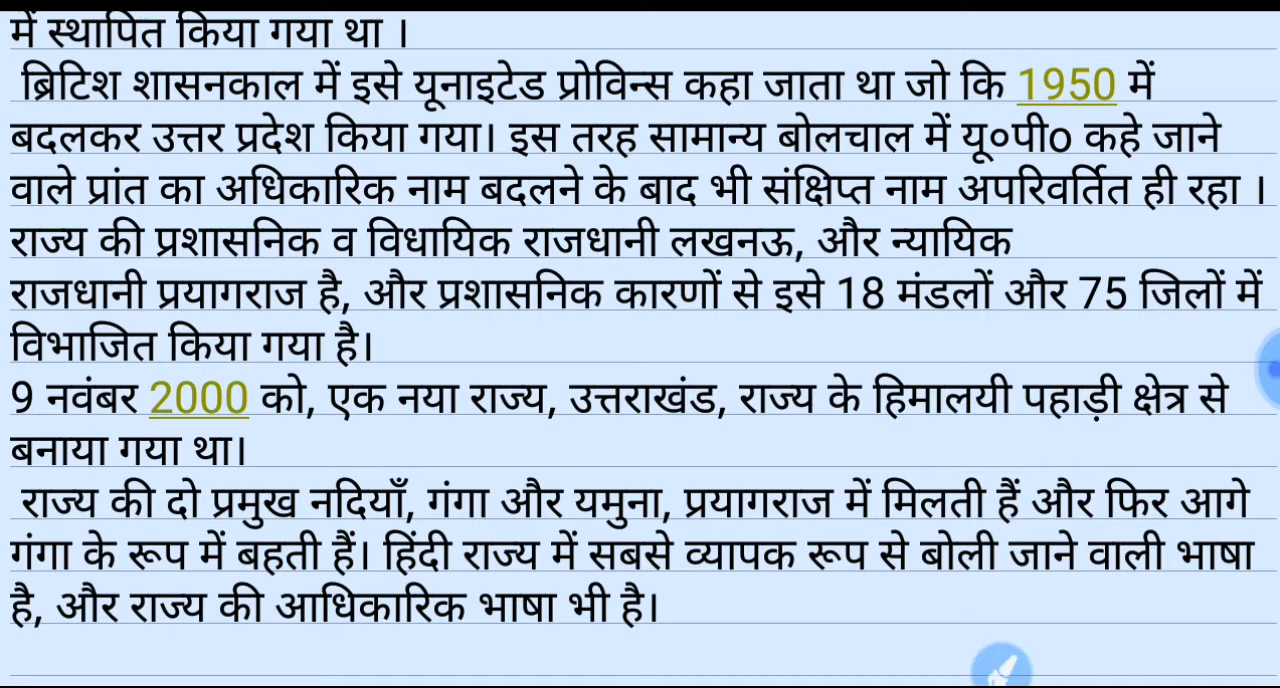 में स्थापित किया गया था ।
ब्रिटिश शासनकाल में इसे यूनाइटेड प्रोविन्स कहा जाता था जो कि 1950 में
बदलकर उत्तर प्रदेश किया गया। इस तरह सामान्य बोलचाल में यू०पी0 कहे जाने
वाले प्रांत का अधिकारिक नाम बदलने के बाद भी संक्षिप्त नाम अपरिवर्तित ही रहा ।
राज्य की प्रशासनिक व विधायिक राजधानी लखनऊ, और न्यायिक
राजधानी प्रयागराज है, और प्रशासनिक कारणों से इसे 18 मंडलों और 75 जिलों में
विभाजित किया गया है।
9 नवंबर 2000 को, एक नया राज्य, उत्तराखंड, राज्य के हिमालयी पहाड़ी क्षेत्र से
बनाया गया था।
राज्य की दो प्रमुख नदियाँ, गंगा और यमुना, प्रयागराज में मिलती हैं और फिर आगे
गंगा के रूप में बहती हैं। हिंदी राज्य में सबसे व्यापक रूप से बोली जाने वाली भाषा
है, और राज्य की आधिकारिक भाषा भी है।